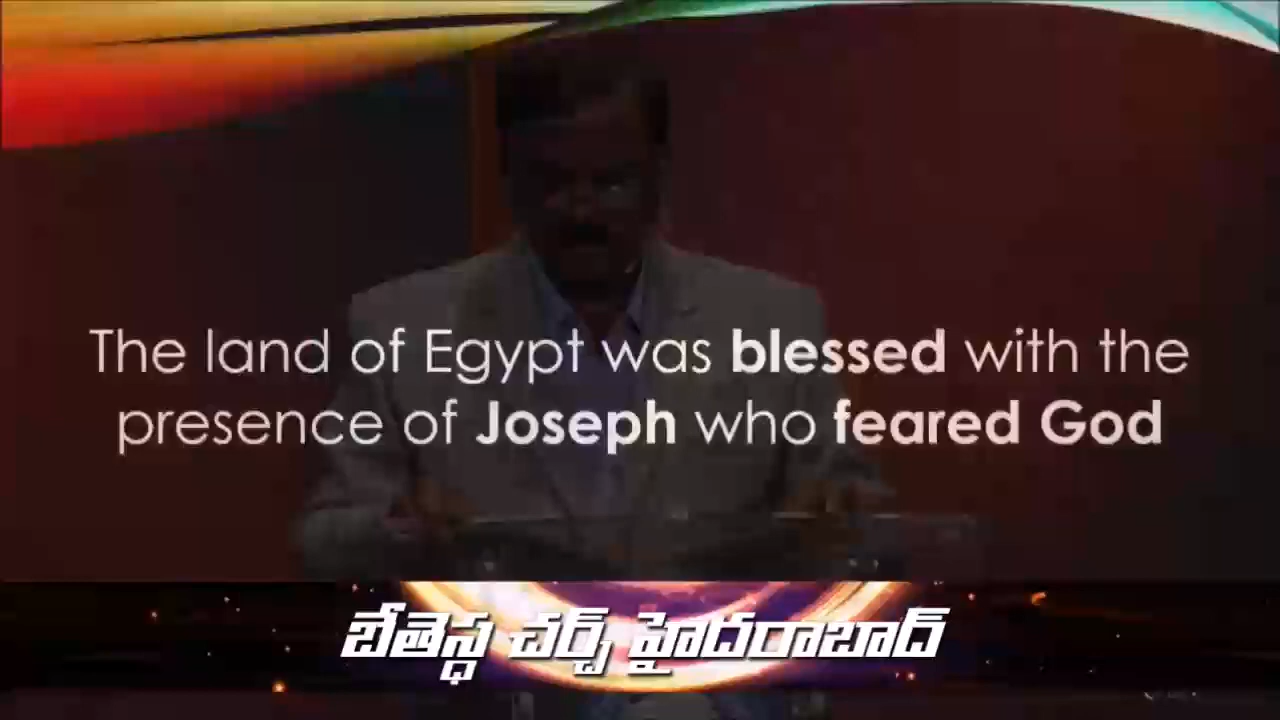 The land of Egypt was blessed with the
presence of Joseph who feared God
బేతెస్ధ చర్చ్ హైదరాబాద్